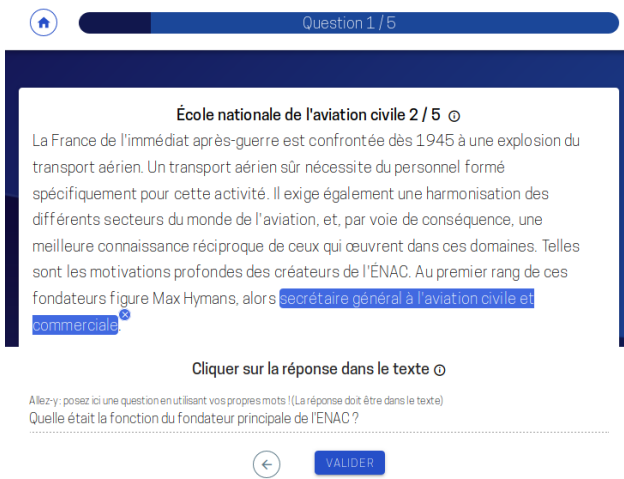 Question 1 / 5
École nationale de l'aviation civile 2 / 5
La France de l'immédiat après-guerre est confrontée dès 1945 à une explosion du
transport aérien. Un transport aérien sûr nécessite du personnel formé
spécifiquement pour cette activité. Il exige également une harmonisation des
différents secteurs du monde de l'aviation, et, par voie de conséquence, une
meilleure connaissance réciproque de ceux qui œuvrent dans ces domaines. Telles
sont les motivations profondes des créateurs de l'ÉNAC. Au premier rang de ces
fondateurs figure Max Hymans, alors secrétaire général à l'aviation civile et
commerciale.
Cliquer sur la réponse dans le texte
Allez-y : posez ici une question en utilisant vos propres mots ! (La réponse doit être dans le texte)
Quelle était la fonction du fondateur principale de l'ENAC ?
VALIDER